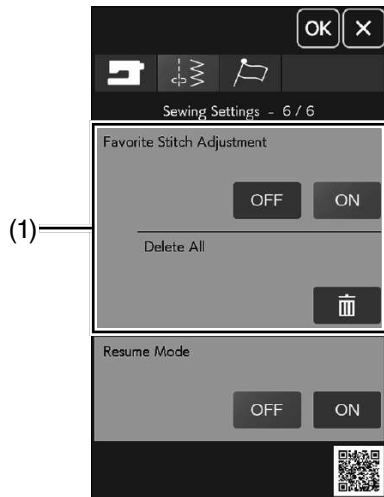 OK X
Sewing Settings - 6 / 6
Favorite Stitch Adjustment
OFF ON
(1)
Delete All
Resume Mode
OFF ON